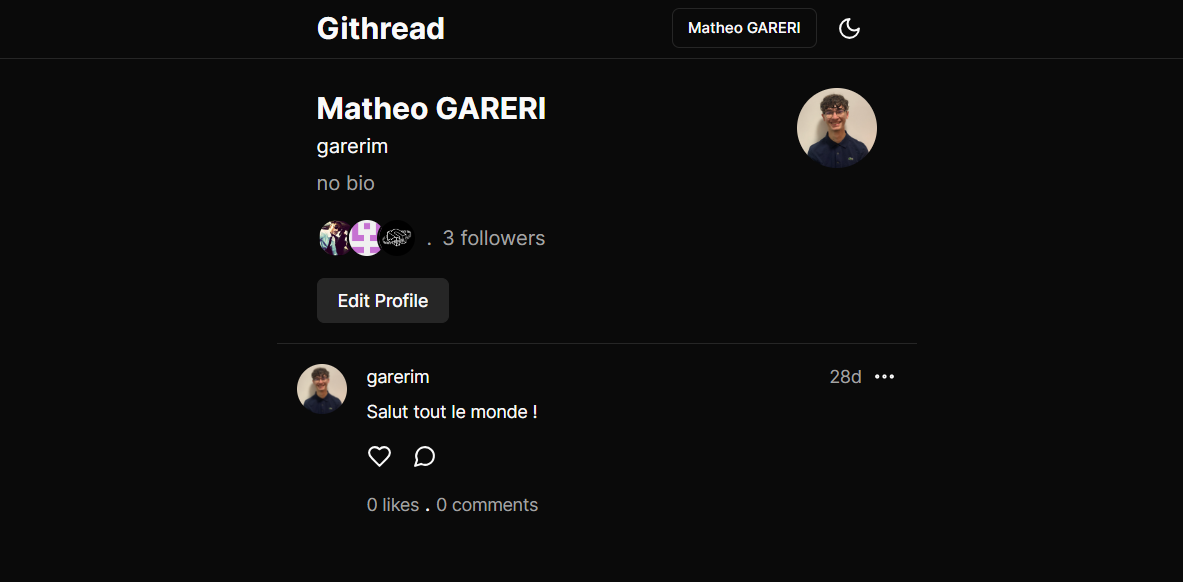 Githread
Matheo GARERI
Matheo GARERI
garerim
no bio
. 3 followers
Edit Profile
garerim
28d
Salut tout le monde !
0 likes . 0 comments